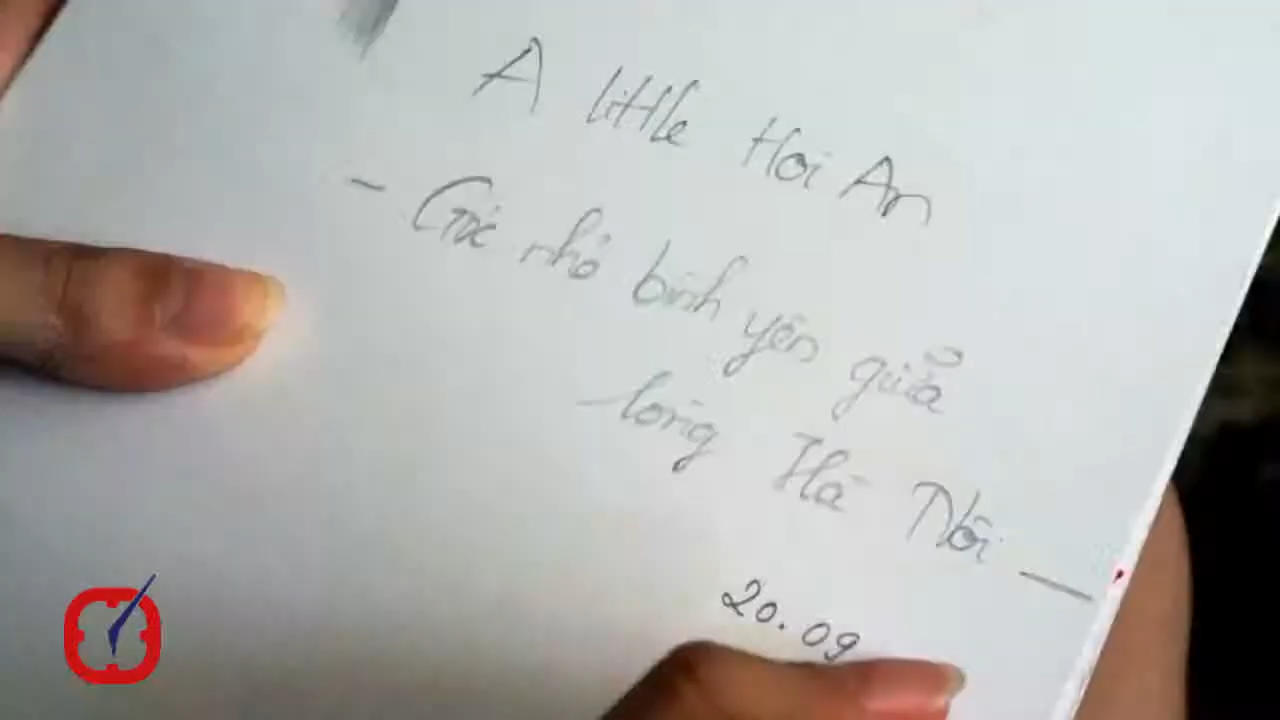 A little Hoi An
- Góc nhỏ bình yên giữa
lòng Hà Nội —
20.09